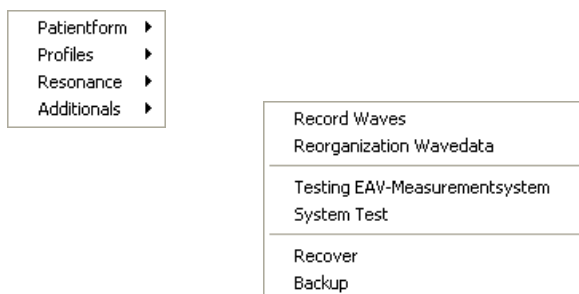 Patientform
Profiles
Resonance
Additionals
Record Waves
Reorganization Wavedata
Testing EAV-Measurementsystem
System Test
Recover
Backup